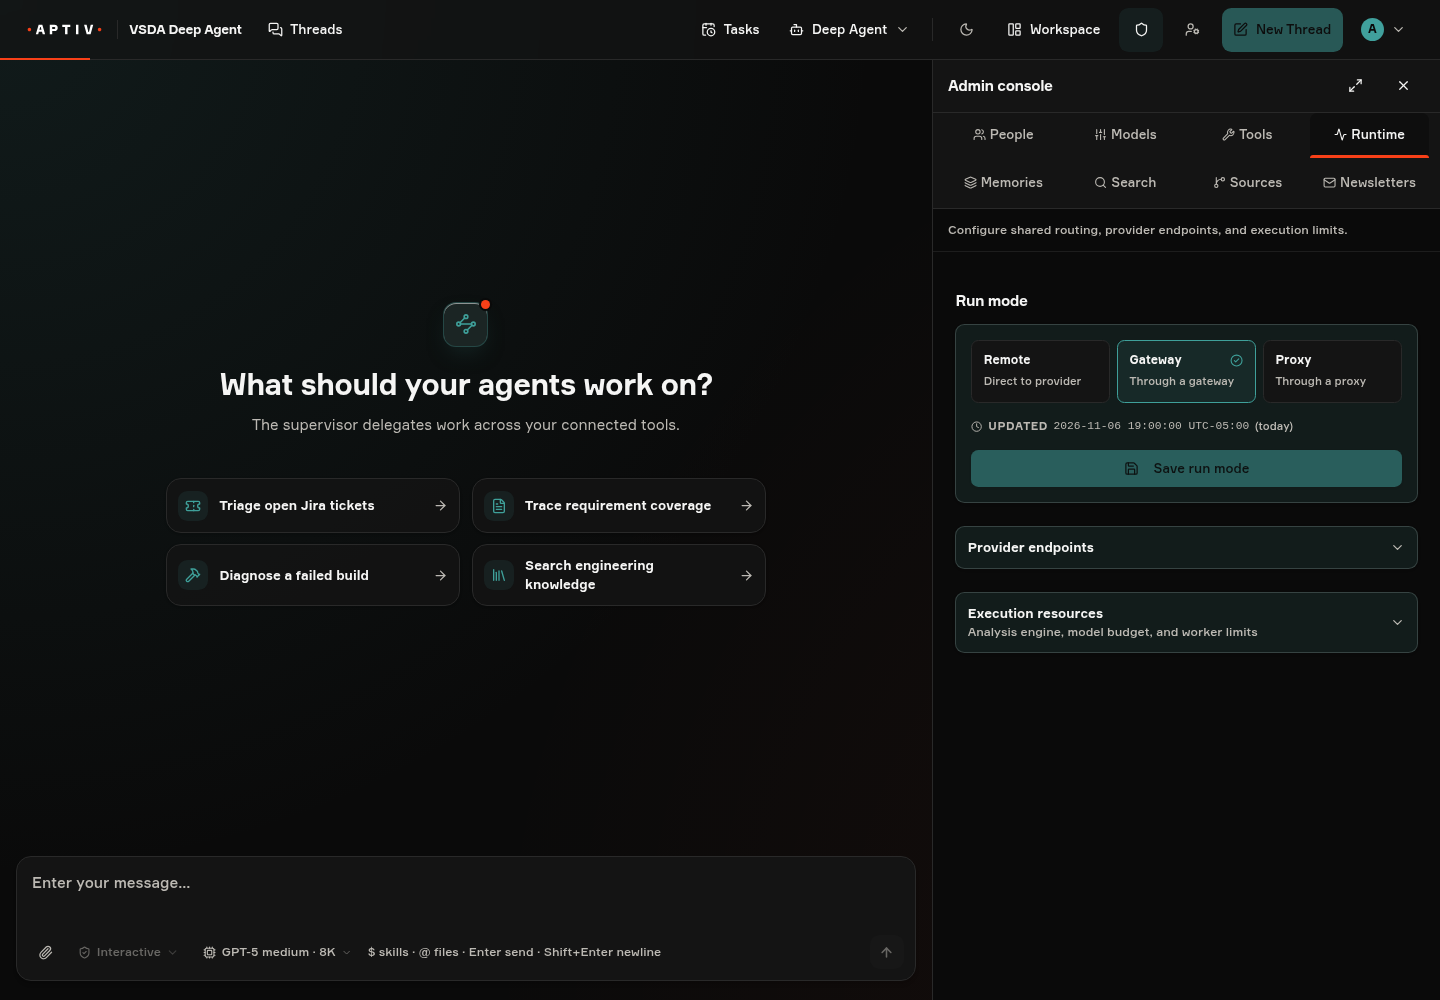 APTIV
VSDA Deep Agent
Threads
Tasks
Deep Agent
Workspace
New Thread
A
Admin console
People
Models
Tools
Runtime
Memories
Search
Sources
Newsletters
Configure shared routing, provider endpoints, and execution limits.
Run mode
Remote
Direct to provider
Gateway
Through a gateway
Proxy
Through a proxy
UPDATED 2026-11-06 19:00:00 UTC-05:00 (today)
Save run mode
Provider endpoints
Execution resources
Analysis engine, model budget, and worker limits
What should your agents work on?
The supervisor delegates work across your connected tools.
Triage open Jira tickets
Trace requirement coverage
Diagnose a failed build
Search engineering
knowledge
Enter your message...
Interactive
GPT-5 medium · 8K
$ skills · @ files · Enter send · Shift+Enter newline